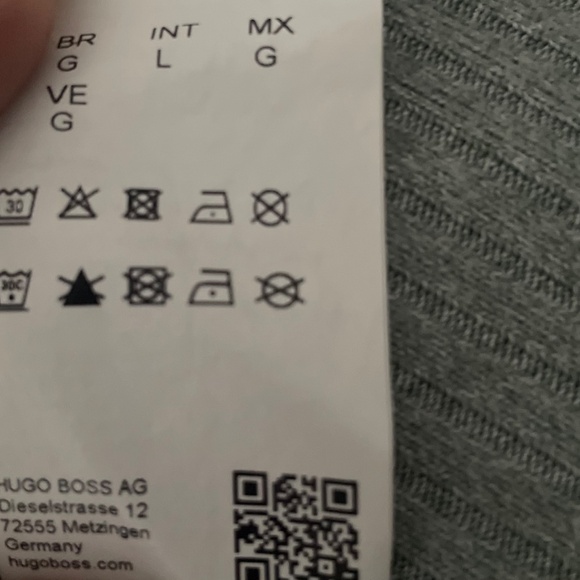 BR INT MX
G L G
VE
G
30
30C
HUGO BOSS AG
Dieselstrasse 12
72555 Metzingen
Germany
hugoboss.com